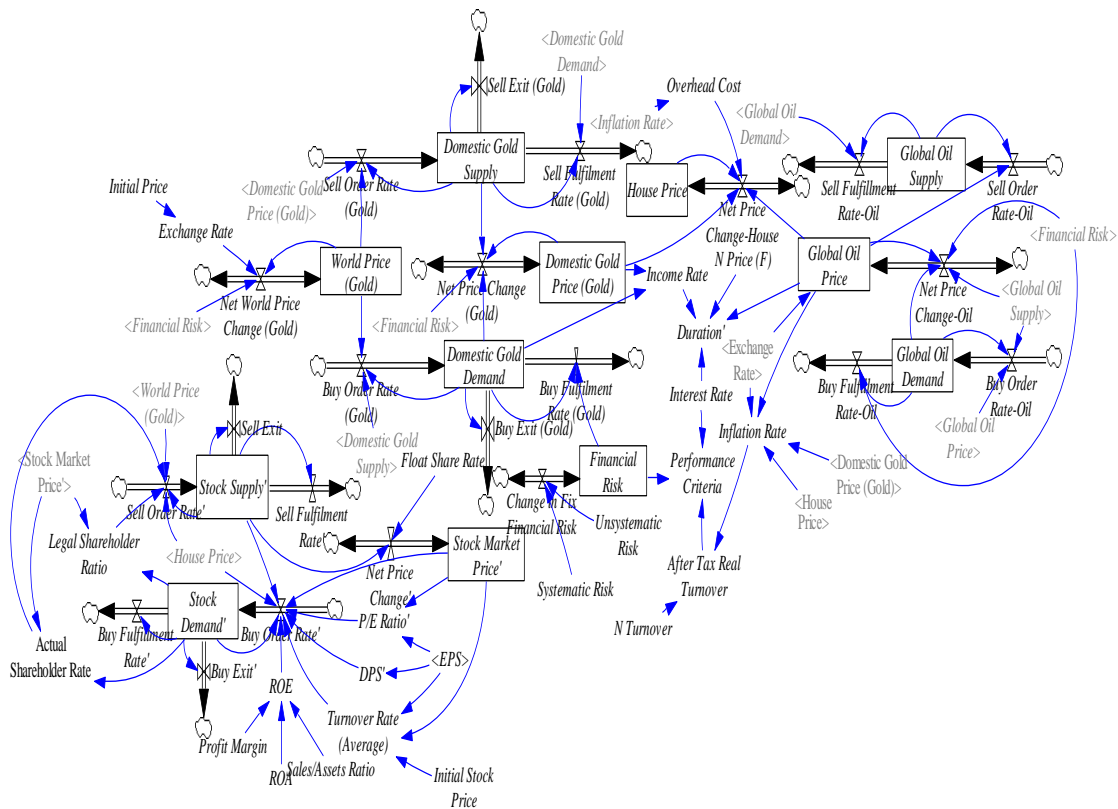 <Domestic Gold
Demand>
Sell Exit (Gold)
Overhead Cost
<Inflation Rate>
<Global Oil
Demand>
Domestic Gold
Supply
Global Oil
Supply
Sell Order Rate
(Gold)
Sell Fulfilment
Rate (Gold)
House Price
Sell Fulfillment
Rate-Oil
Sell Order
Rate-Oil
Initial Price
<Domestic Gold
Price (Gold)>
Net Price
Change-House
N Price (F)
Exchange Rate
<Financial Risk>
World Price
(Gold)
Domestic Gold
Price (Gold)
Global Oil
Price
Income Rate
Net World Price
Change (Gold)
Net Price Change
(Gold)
Net Price
Change-Oil
<Global Oil
Supply>
<Financial Risk>
<Financial Risk>
Duration'
<Exchange
Rate>
Domestic Gold
Demand
Global Oil
Demand
Buy Order Rate
(Gold)
Buy Fulfilment
Rate (Gold)
Buy Fulfilment
Rate-Oil
Buy Order
Rate-Oil
Interest Rate
<World Price
(Gold)>
Sell Exit
Buy Exit (Gold)
Inflation Rate
<Global Oil
Price>
<Domestic Gold
Supply>
Float Share Rate
<Stock Market
Price'>
Stock Supply'
Financial
Risk
Performance
Criteria
<Domestic Gold
Price (Gold)>
Sell Order Rate'
Sell Fulfilment
Rate'
Change in Fix
Financial Risk
Unsystematic
Risk
<House
Price>
Legal Shareholder
Ratio
<House Price>
Stock Market
Price'
Net Price
Change'
Systematic Risk
After Tax Real
Turnover
Stock
Demand'
Buy Fulfilment
Rate'
Buy Order Rate'
P/E Ratio'
N Turnover
Actual
Shareholder Rate
Buy Exit'
<EPS>
DPS'
ROE
Turnover Rate
(Average)
Profit Margin
ROA
Sales/Assets Ratio
Initial Stock
Price